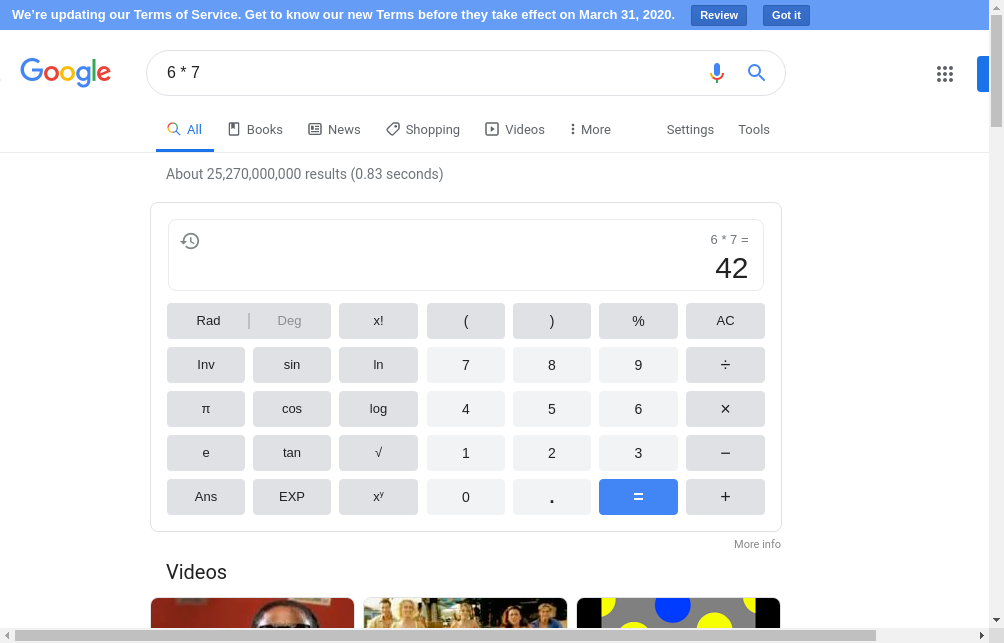 We're updating our Terms of Service. Get to know our new Terms before they take effect on March 31, 2020. Review Got it
Google
6 * 7
All Books News Shopping Videos More Settings Tools
About 25,270,000,000 results (0.83 seconds)
6 * 7 =
42
Rad Deg x! ( ) % AC
Inv sin ln 7 8 9 ÷
π cos log 4 5 6 ×
e tan √ 1 2 3 −
Ans EXP xʸ 0 . = +
More info
Videos